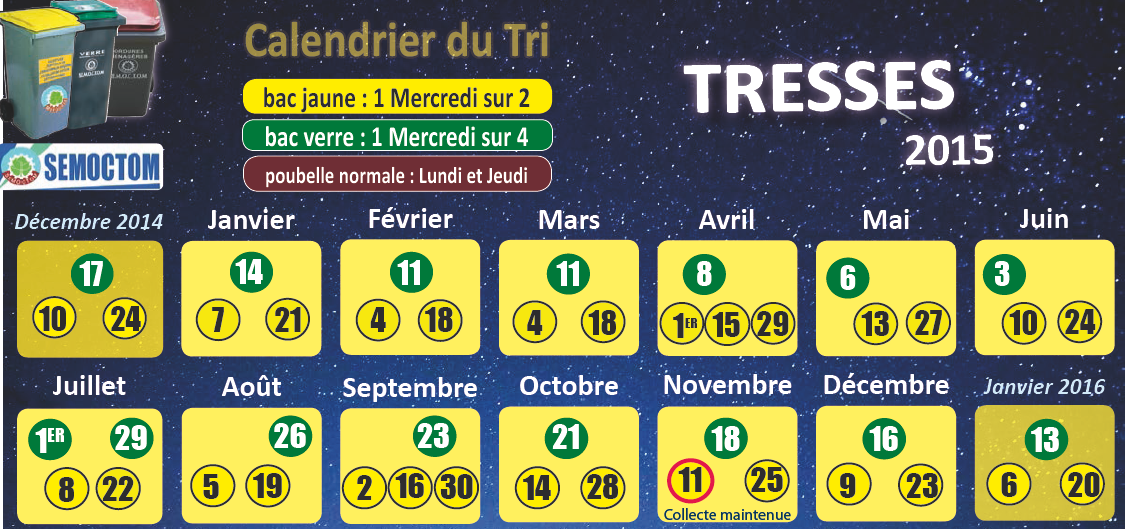 Calendrier du Tri
TRESSES
2015
bac jaune : 1 Mercredi sur 2
bac verre : 1 Mercredi sur 4
poubelle normale : Lundi et Jeudi
VERRE
SEMOCTOM
SEMOCTOM
SEMOCTOM
Décembre 2014
17
10 24
Janvier
14
7 21
Février
11
4 18
Mars
11
4 18
Avril
8
1ER 15 29
Mai
6
13 27
Juin
3
10 24
Juillet
1ER 29
8 22
Août
26
5 19
Septembre
23
2 16 30
Octobre
21
14 28
Novembre
18
11 25
Collecte maintenue
Décembre
16
9 23
Janvier 2016
13
6 20